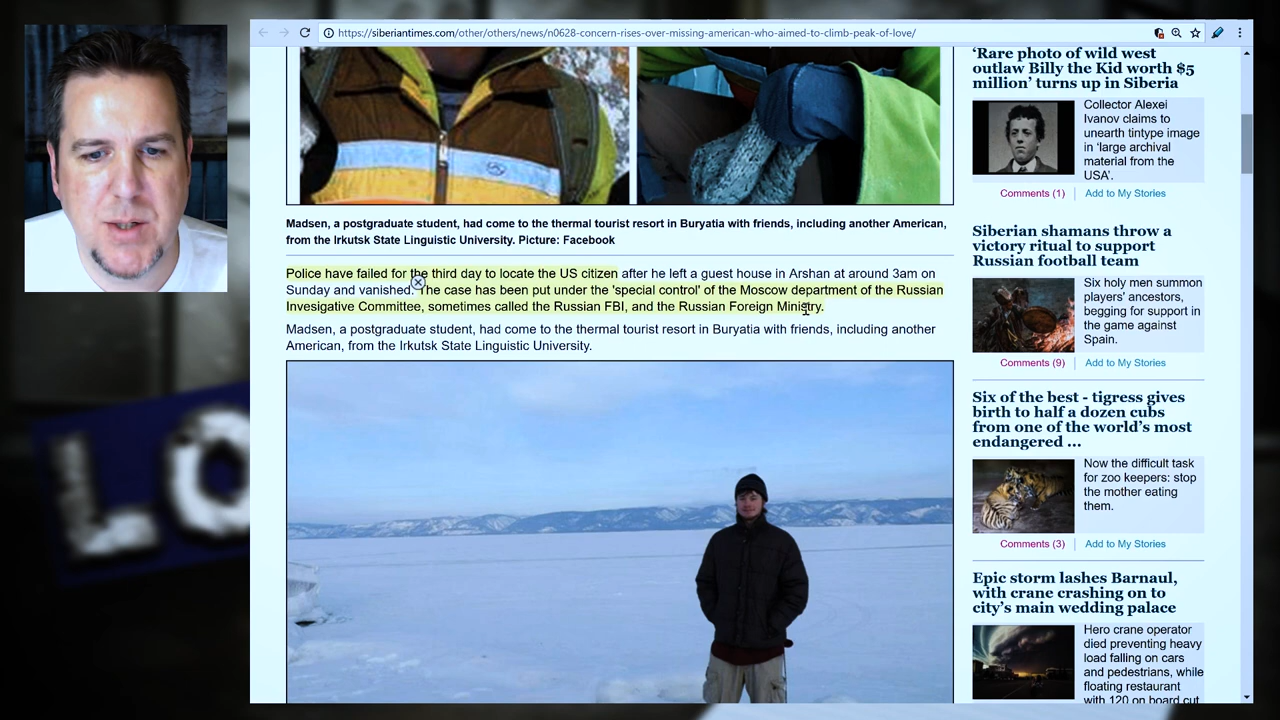 https://siberiantimes.com/other/others/news/n0628-concern-rises-over-missing-american-who-aimed-to-climb-peak-of-love/
Madsen, a postgraduate student, had come to the thermal tourist resort in Buryatia with friends, including another American,
from the Irkutsk State Linguistic University. Picture: Facebook
Police have failed for the third day to locate the US citizen after he left a guest house in Arshan at around 3am on
Sunday and vanished. The case has been put under the 'special control' of the Moscow department of the Russian
Invesigative Committee, sometimes called the Russian FBI, and the Russian Foreign Ministry.
Madsen, a postgraduate student, had come to the thermal tourist resort in Buryatia with friends, including another
American, from the Irkutsk State Linguistic University.
‘Rare photo of wild west
outlaw Billy the Kid worth $5
million’ turns up in Siberia
Collector Alexei
Ivanov claims to
unearth tintype image
in ‘large archival
material from the
USA’.
Comments (1) | Add to My Stories
Siberian shamans throw a
victory ritual to support
Russian football team
Six holy men summon
players’ ancestors,
begging for support in
the game against
Spain.
Comments (9) | Add to My Stories
Six of the best - tigress gives
birth to half a dozen cubs
from one of the world’s most
endangered ...
Now the difficult task
for zoo keepers: stop
the mother eating
them.
Comments (3) | Add to My Stories
Epic storm lashes Barnaul,
with crane crashing on to
city’s main wedding palace
Hero crane operator
died preventing heavy
load falling on cars
and pedestrians, while
floating restaurant
with 120 on board cut
LO